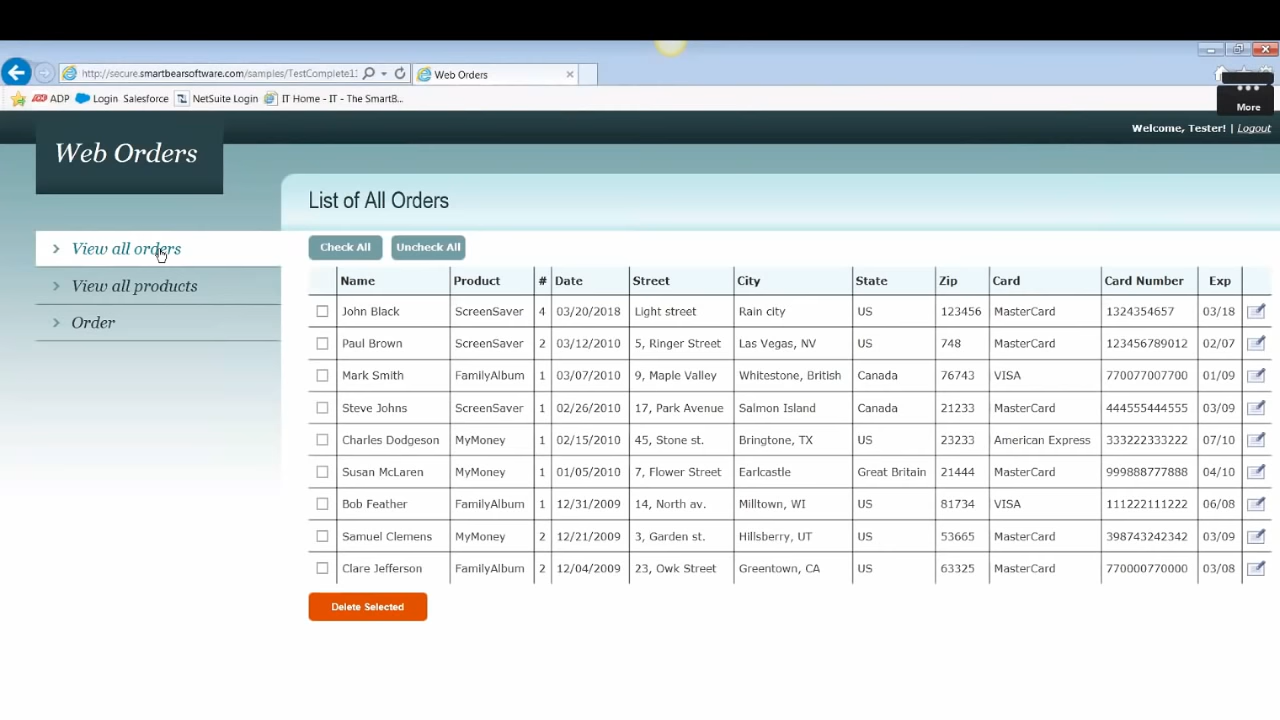 http://secure.smartbearsoftware.com/samples/TestComplete11
Web Orders
ADP Login Salesforce NetSuite Login IT Home - IT - The SmartB...
More
Welcome, Tester! | Logout
Web Orders
List of All Orders
View all orders
View all products
Order
Check All Uncheck All
Name Product # Date Street City State Zip Card Card Number Exp
John Black ScreenSaver 4 03/20/2018 Light street Rain city US 123456 MasterCard 1324354657 03/18
Paul Brown ScreenSaver 2 03/12/2010 5, Ringer Street Las Vegas, NV US 748 MasterCard 123456789012 02/07
Mark Smith FamilyAlbum 1 03/07/2010 9, Maple Valley Whitestone, British Canada 76743 VISA 770077007700 01/09
Steve Johns ScreenSaver 1 02/26/2010 17, Park Avenue Salmon Island Canada 21233 MasterCard 444555444555 03/09
Charles Dodgeson MyMoney 1 02/15/2010 45, Stone st. Bringtone, TX US 23233 American Express 333222333222 07/10
Susan McLaren MyMoney 1 01/05/2010 7, Flower Street Earlcastle Great Britain 21444 MasterCard 999888777888 04/10
Bob Feather FamilyAlbum 1 12/31/2009 14, North av. Milltown, WI US 81734 VISA 111222111222 06/08
Samuel Clemens MyMoney 2 12/21/2009 3, Garden st. Hillsberry, UT US 53665 MasterCard 398743242342 03/09
Clare Jefferson FamilyAlbum 2 12/04/2009 23, Owk Street Greentown, CA US 63325 MasterCard 770000770000 03/08
Delete Selected